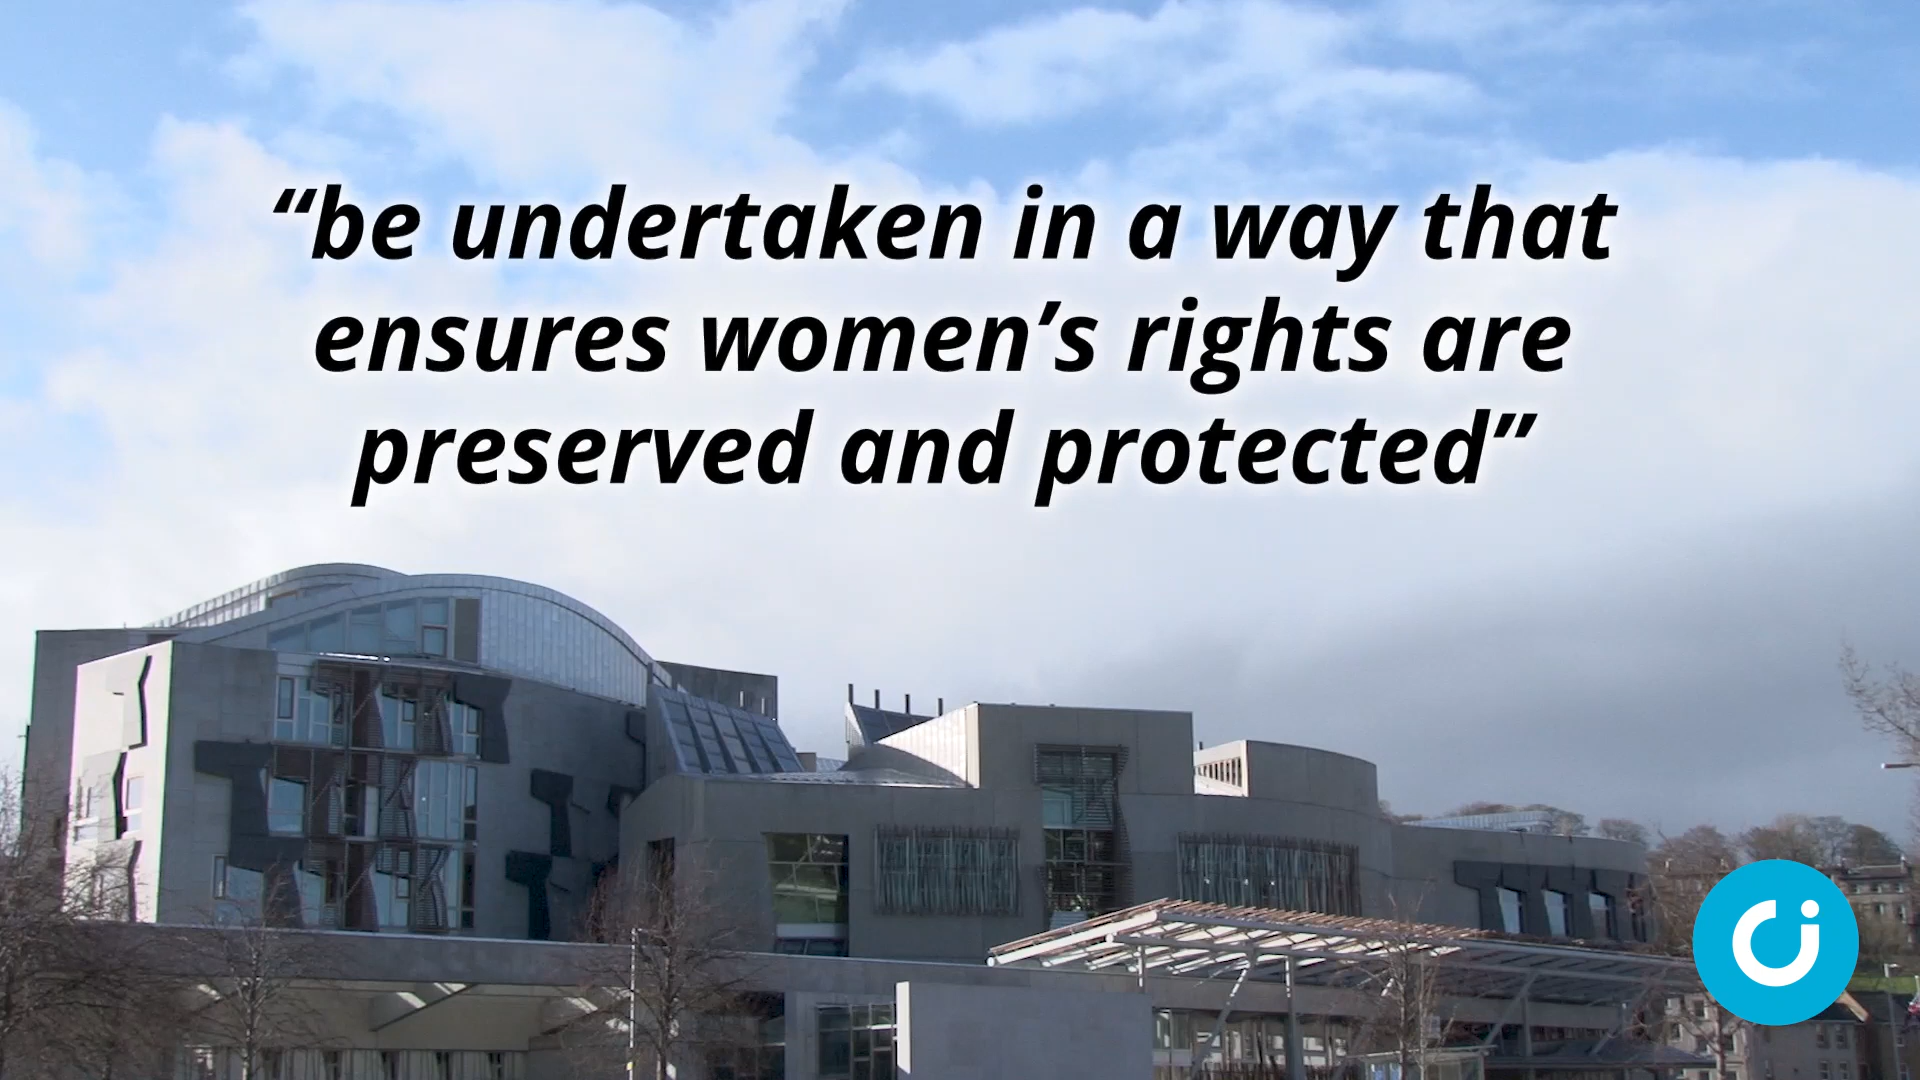 “be undertaken in a way that
ensures women’s rights are
preserved and protected”